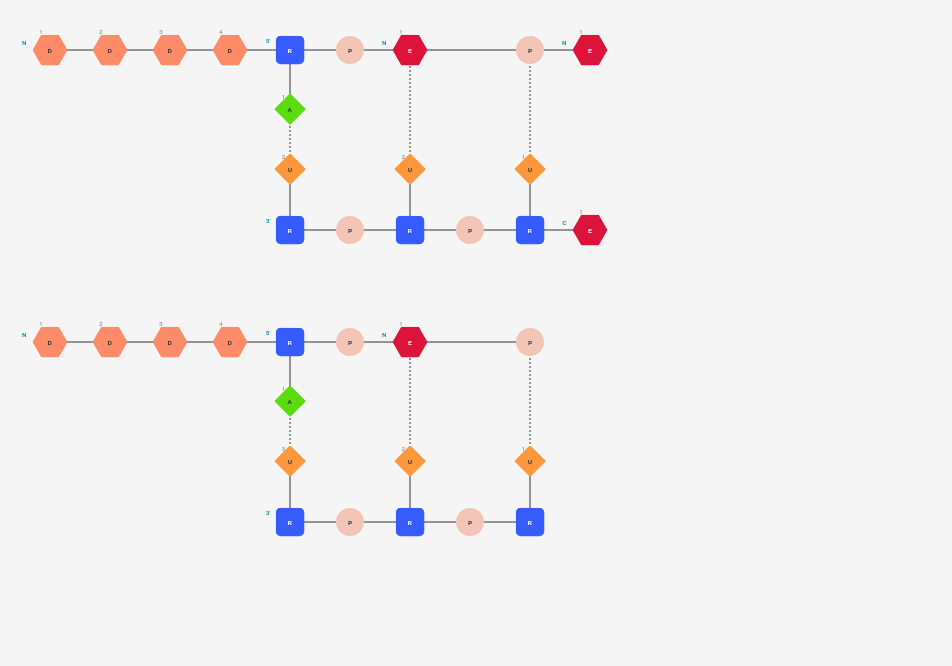 1 2 3 4 1 1
N D D D D 5' R P N E P N E
1
A
3 2 1
U U U
1
3' R P R P R C E
1 2 3 4 1
N D D D D 5' R P N E P
1
A
3 2 1
U U U
3' R P R P R